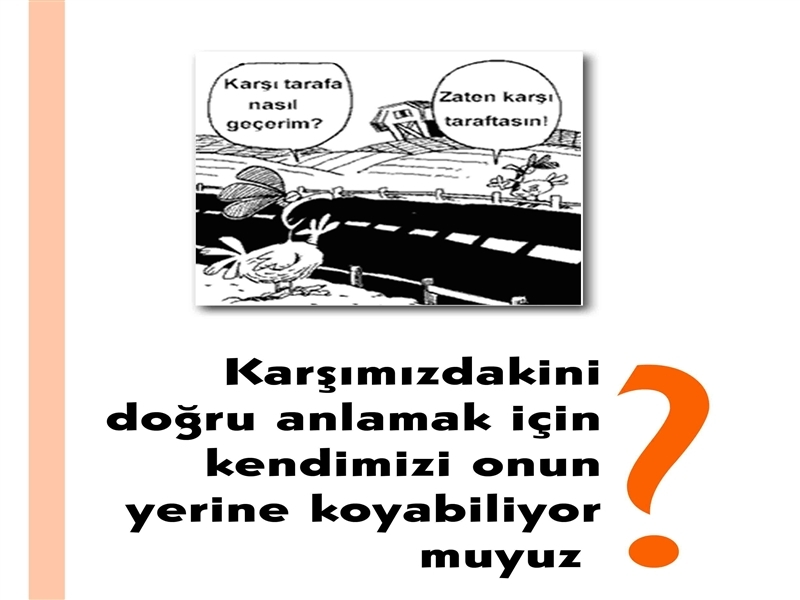 Karşı tarafa
nasıl
geçerim?
Zaten karşı
taraftasın!
Karşımızdakini
doğru anlamak için
kendimizi onun
yerine koyabiliyor
muyuz
?